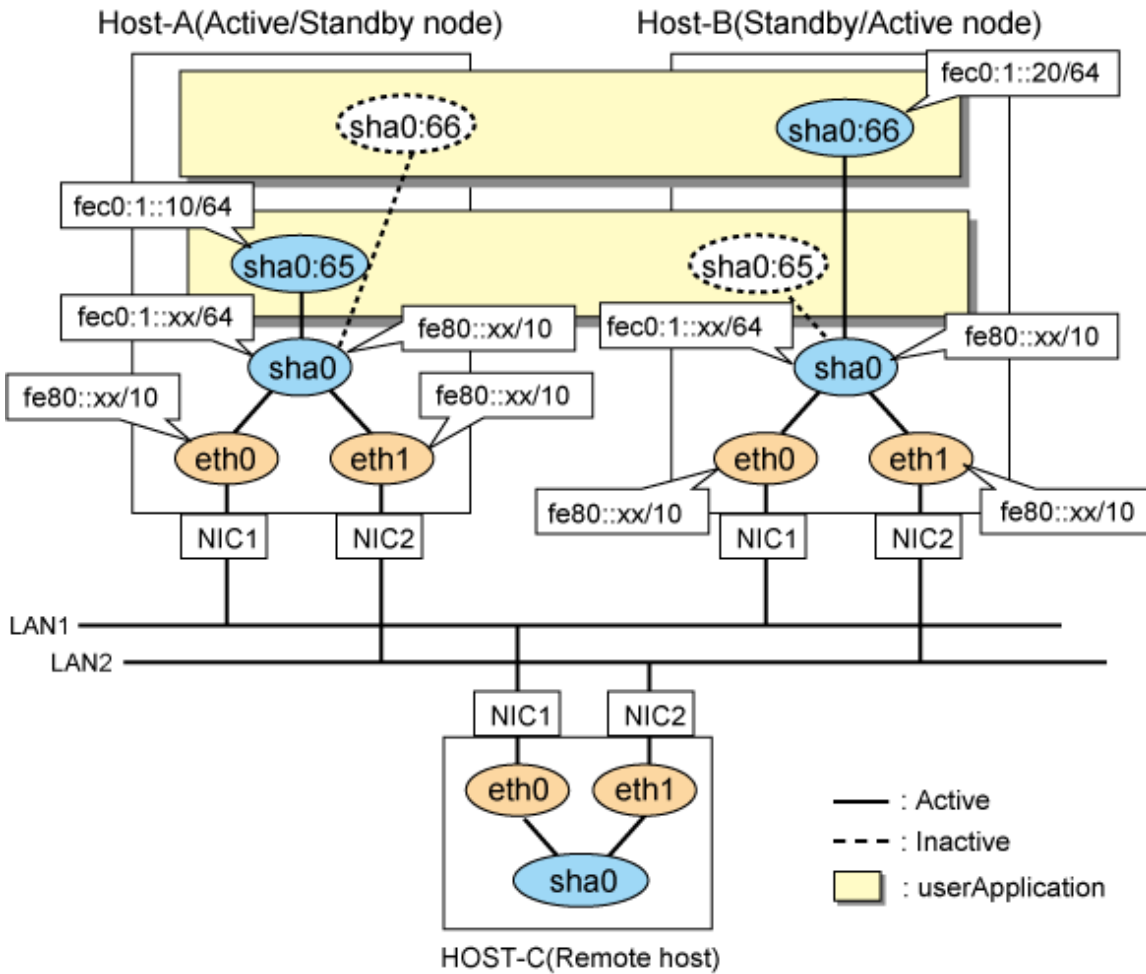 Host-A(Active/Standby node)
Host-B(Standby/Active node)
fec0:1::20/64
sha0:66
sha0:66
fec0:1::10/64
sha0:65
sha0:65
fec0:1::xx/64
fe80::xx/10
fec0:1::xx/64
fe80::xx/10
sha0
sha0
fe80::xx/10
fe80::xx/10
eth0
eth1
eth0
eth1
fe80::xx/10
fe80::xx/10
NIC1
NIC2
NIC1
NIC2
LAN1
LAN2
NIC1
NIC2
eth0
eth1
sha0
: Active
: Inactive
: userApplication
HOST-C(Remote host)